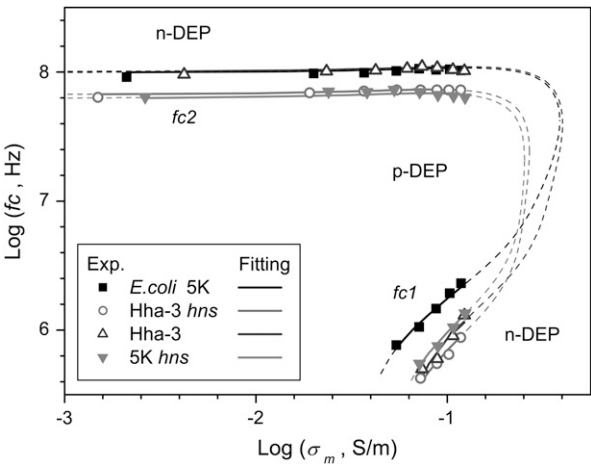 n-DEP
8
fc2
p-DEP
7
Exp. Fitting
E.coli 5K
Hha-3 hns
Hha-3
5K hns
fc1
6
n-DEP
-3 -2 -1
Log (σm , S/m)
Log (fc , Hz)